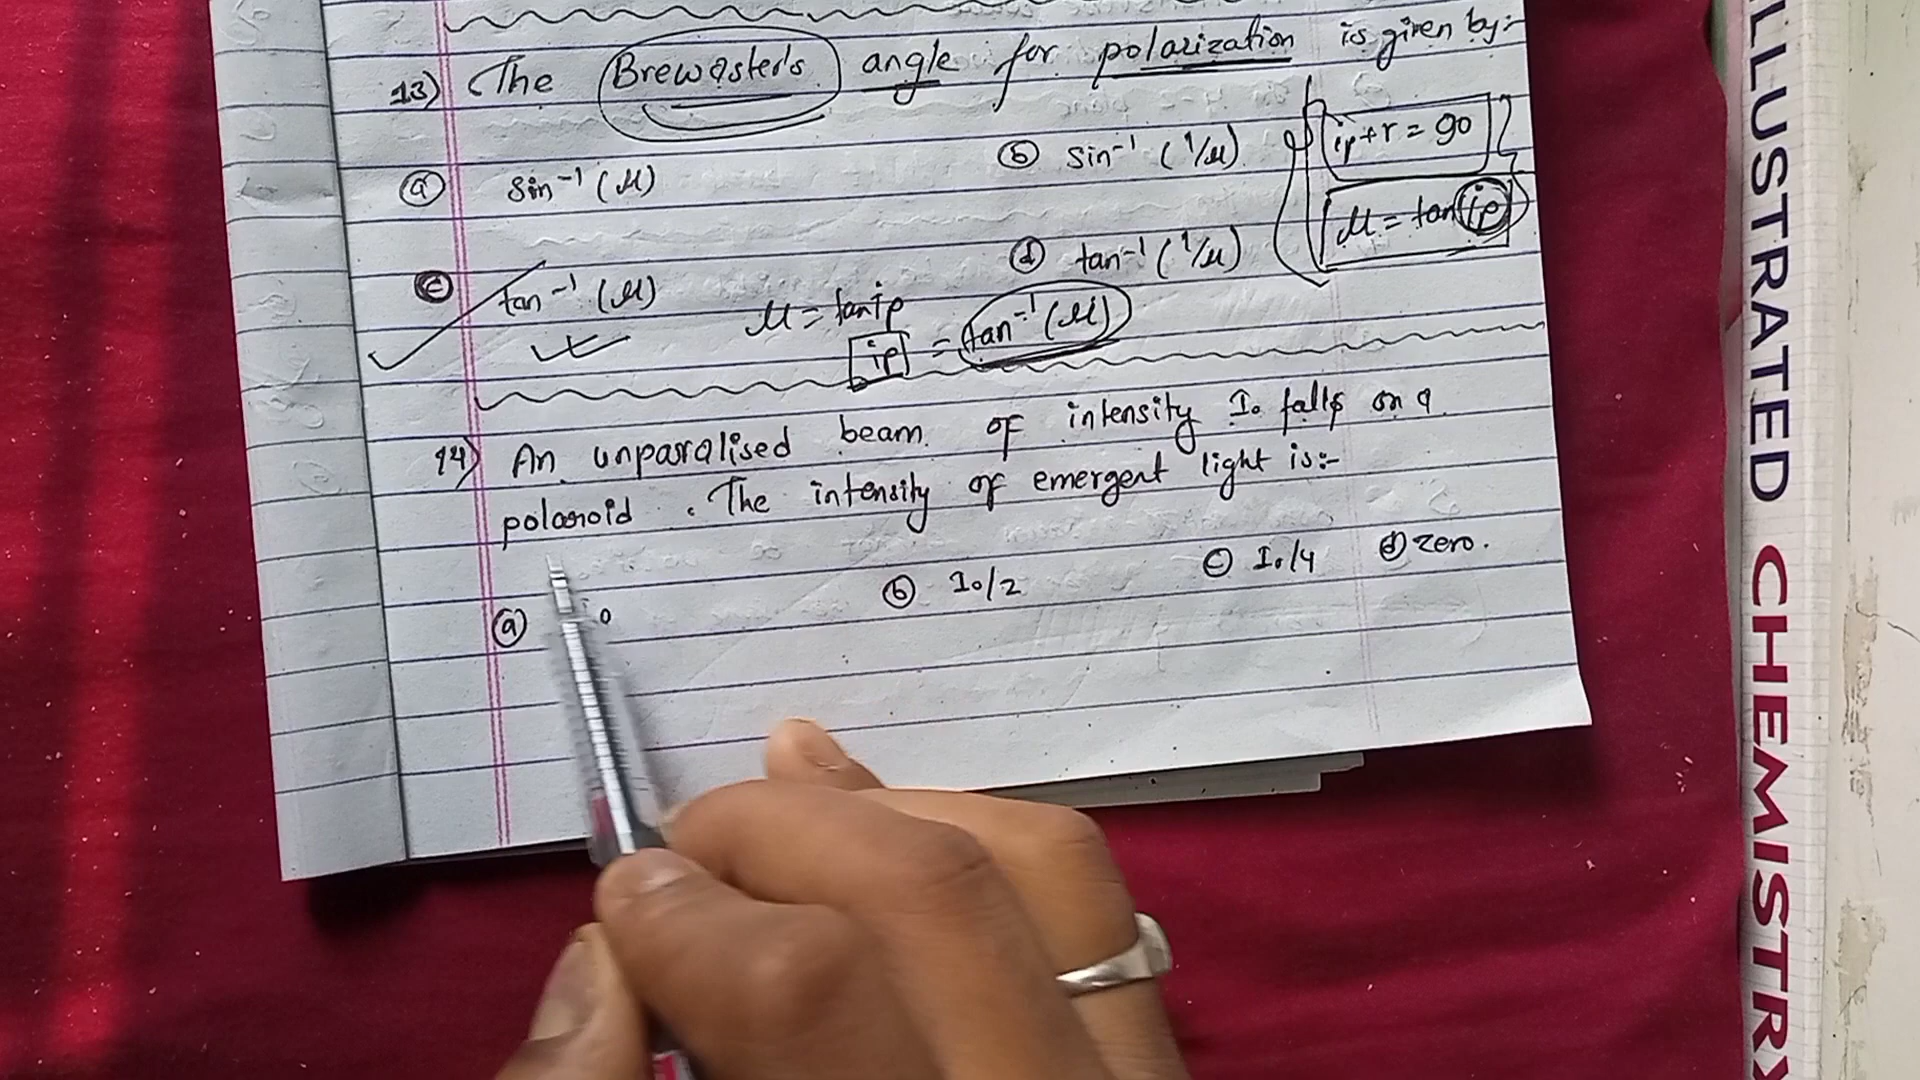 13) The Brewster's angle for polarization is given by:-
ⓐ sin⁻¹ (μ)
ⓑ sin⁻¹ (1/μ)
ip + r = 90
μ = tan(ip)
ⓒ tan⁻¹ (μ)
ⓓ tan⁻¹ (1/μ)
μ = tan ip
ip = tan⁻¹ (μ)
14) An unparalised beam of intensity I₀ falls on a
polaroid. The intensity of emergent light is:-
ⓐ
ⓑ I₀/2
ⓒ I₀/4 ⓓ zero.
ILLUSTRATED CHEMISTRY